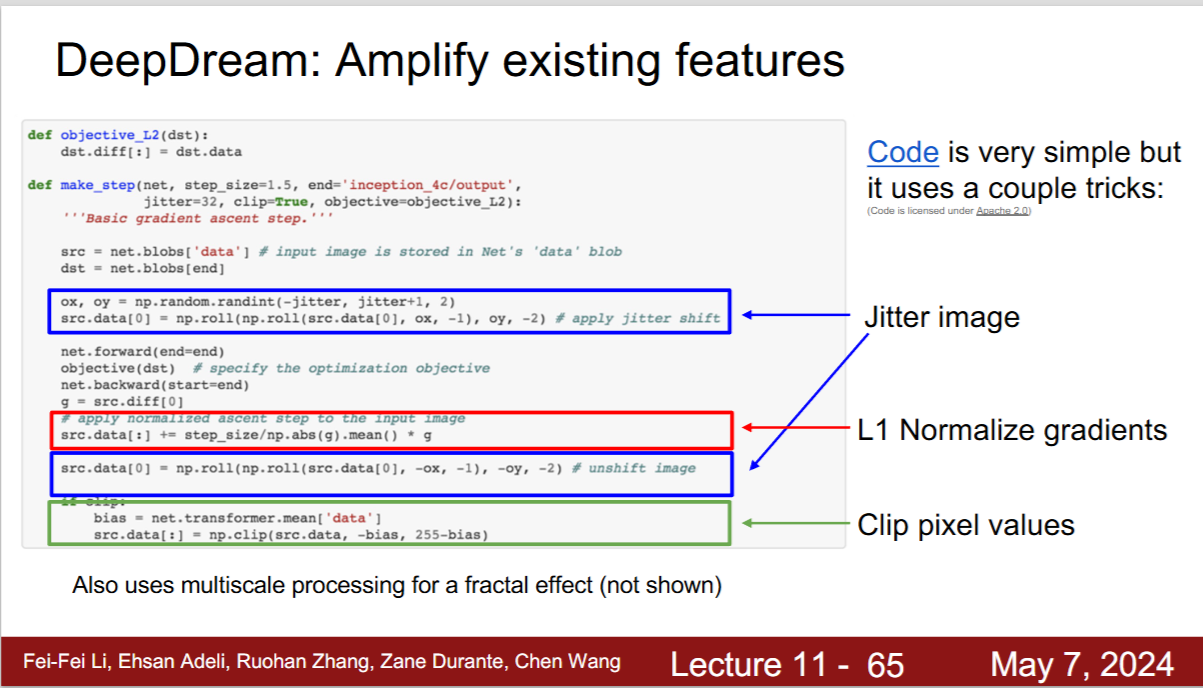 DeepDream: Amplify existing features
def objective_L2(dst):
    dst.diff[:] = dst.data
def make_step(net, step_size=1.5, end='inception_4c/output',
              jitter=32, clip=True, objective=objective_L2):
    '''Basic gradient ascent step.'''
    src = net.blobs['data'] # input image is stored in Net's 'data' blob
    dst = net.blobs[end]
    ox, oy = np.random.randint(-jitter, jitter+1, 2)
    src.data[0] = np.roll(np.roll(src.data[0], ox, -1), oy, -2) # apply jitter shift
    net.forward(end=end)
    objective(dst)  # specify the optimization objective
    net.backward(start=end)
    g = src.diff[0]
    # apply normalized ascent step to the input image
    src.data[:] += step_size/np.abs(g).mean() * g
    src.data[0] = np.roll(np.roll(src.data[0], -ox, -1), -oy, -2) # unshift image
    if clip:
        bias = net.transformer.mean['data']
        src.data[:] = np.clip(src.data, -bias, 255-bias)
Code is very simple but
it uses a couple tricks:
(Code is licensed under Apache 2.0)
Jitter image
L1 Normalize gradients
Clip pixel values
Also uses multiscale processing for a fractal effect (not shown)
Fei-Fei Li, Ehsan Adeli, Ruohan Zhang, Zane Durante, Chen Wang
Lecture 11 - 65
May 7, 2024